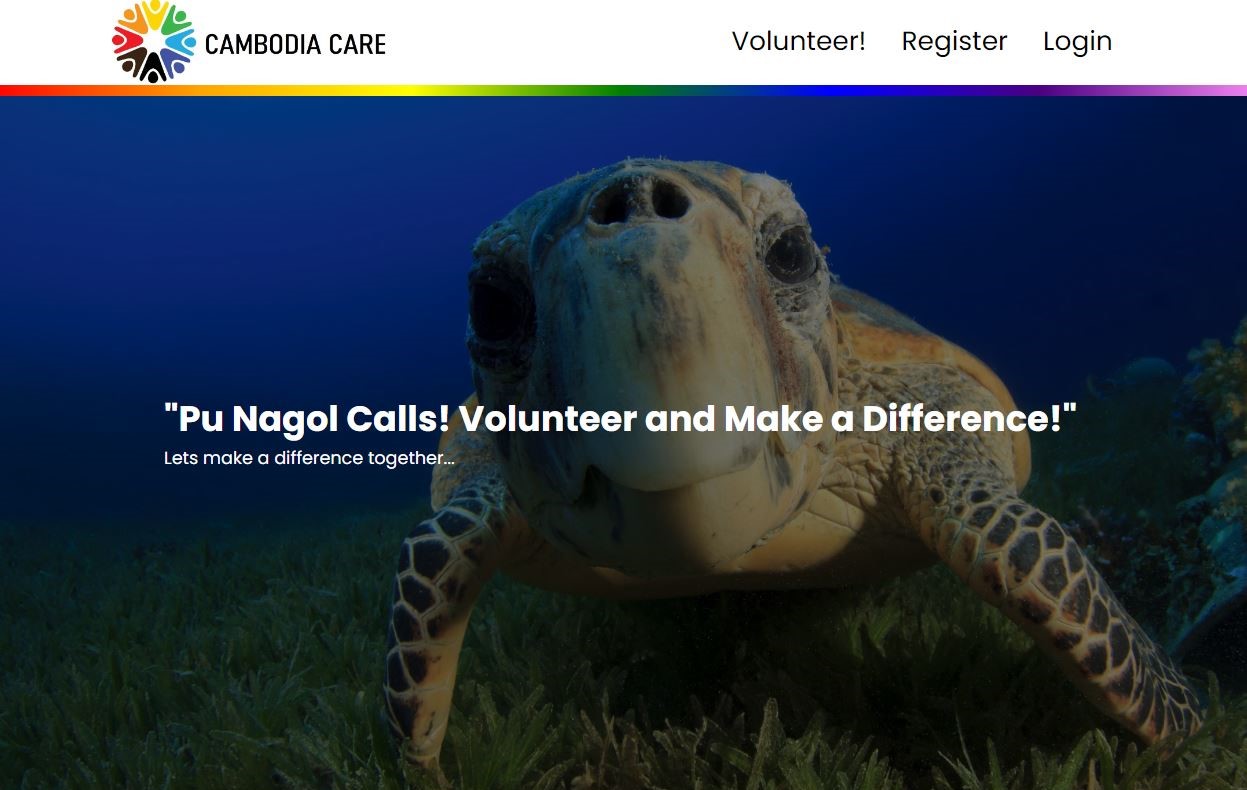 CAMBODIA CARE
Volunteer! Register Login
"Pu Nagol Calls! Volunteer and Make a Difference!"
Lets make a difference together...